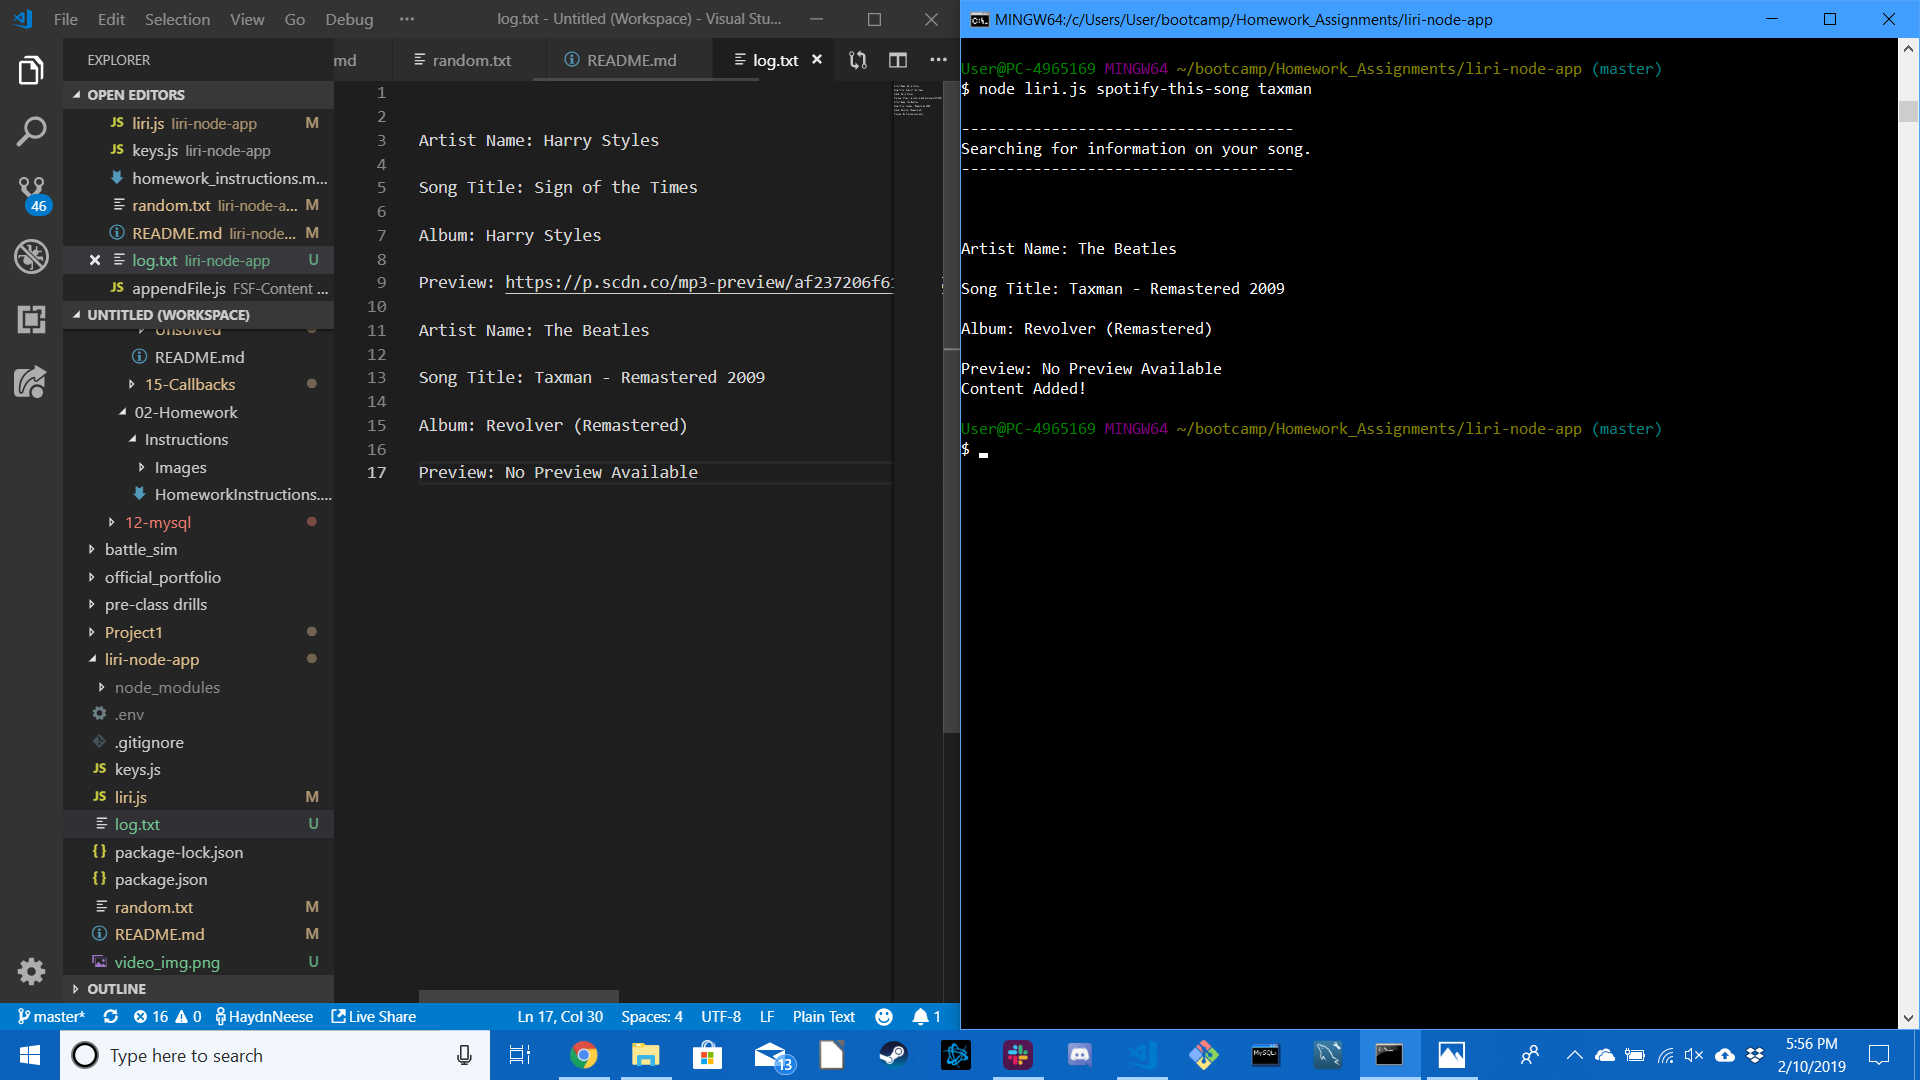 File Edit Selection View Go Debug ··· log.txt - Untitled (Workspace) - Visual Stu...
EXPLORER
OPEN EDITORS
JS liri.js liri-node-app M
JS keys.js liri-node-app
homework_instructions.m...
random.txt liri-node-a... M
README.md liri-node... M
log.txt liri-node-app U
JS appendFile.js FSF-Content ...
UNTITLED (WORKSPACE)
Unsolved
README.md
15-Callbacks
02-Homework
Instructions
Images
HomeworkInstructions....
12-mysql
battle_sim
official_portfolio
pre-class drills
Project1
liri-node-app
node_modules
.env
.gitignore
JS keys.js
JS liri.js M
log.txt U
{} package-lock.json
{} package.json
random.txt M
README.md M
video_img.png U
OUTLINE
46
md random.txt README.md log.txt
1
2
3 Artist Name: Harry Styles
4
5 Song Title: Sign of the Times
6
7 Album: Harry Styles
8
9 Preview: https://p.scdn.co/mp3-preview/af237206f6
10
11 Artist Name: The Beatles
12
13 Song Title: Taxman - Remastered 2009
14
15 Album: Revolver (Remastered)
16
17 Preview: No Preview Available
master* 16 0 HaydnNeese Live Share Ln 17, Col 30 Spaces: 4 UTF-8 LF Plain Text 1
MINGW64:/c/Users/User/bootcamp/Homework_Assignments/liri-node-app
User@PC-4965169 MINGW64 ~/bootcamp/Homework_Assignments/liri-node-app (master)
$ node liri.js spotify-this-song taxman
-------------------------------------
Searching for information on your song.
-------------------------------------
Artist Name: The Beatles
Song Title: Taxman - Remastered 2009
Album: Revolver (Remastered)
Preview: No Preview Available
Content Added!
User@PC-4965169 MINGW64 ~/bootcamp/Homework_Assignments/liri-node-app (master)
$
Type here to search
13
MySQL
5:56 PM
2/10/2019